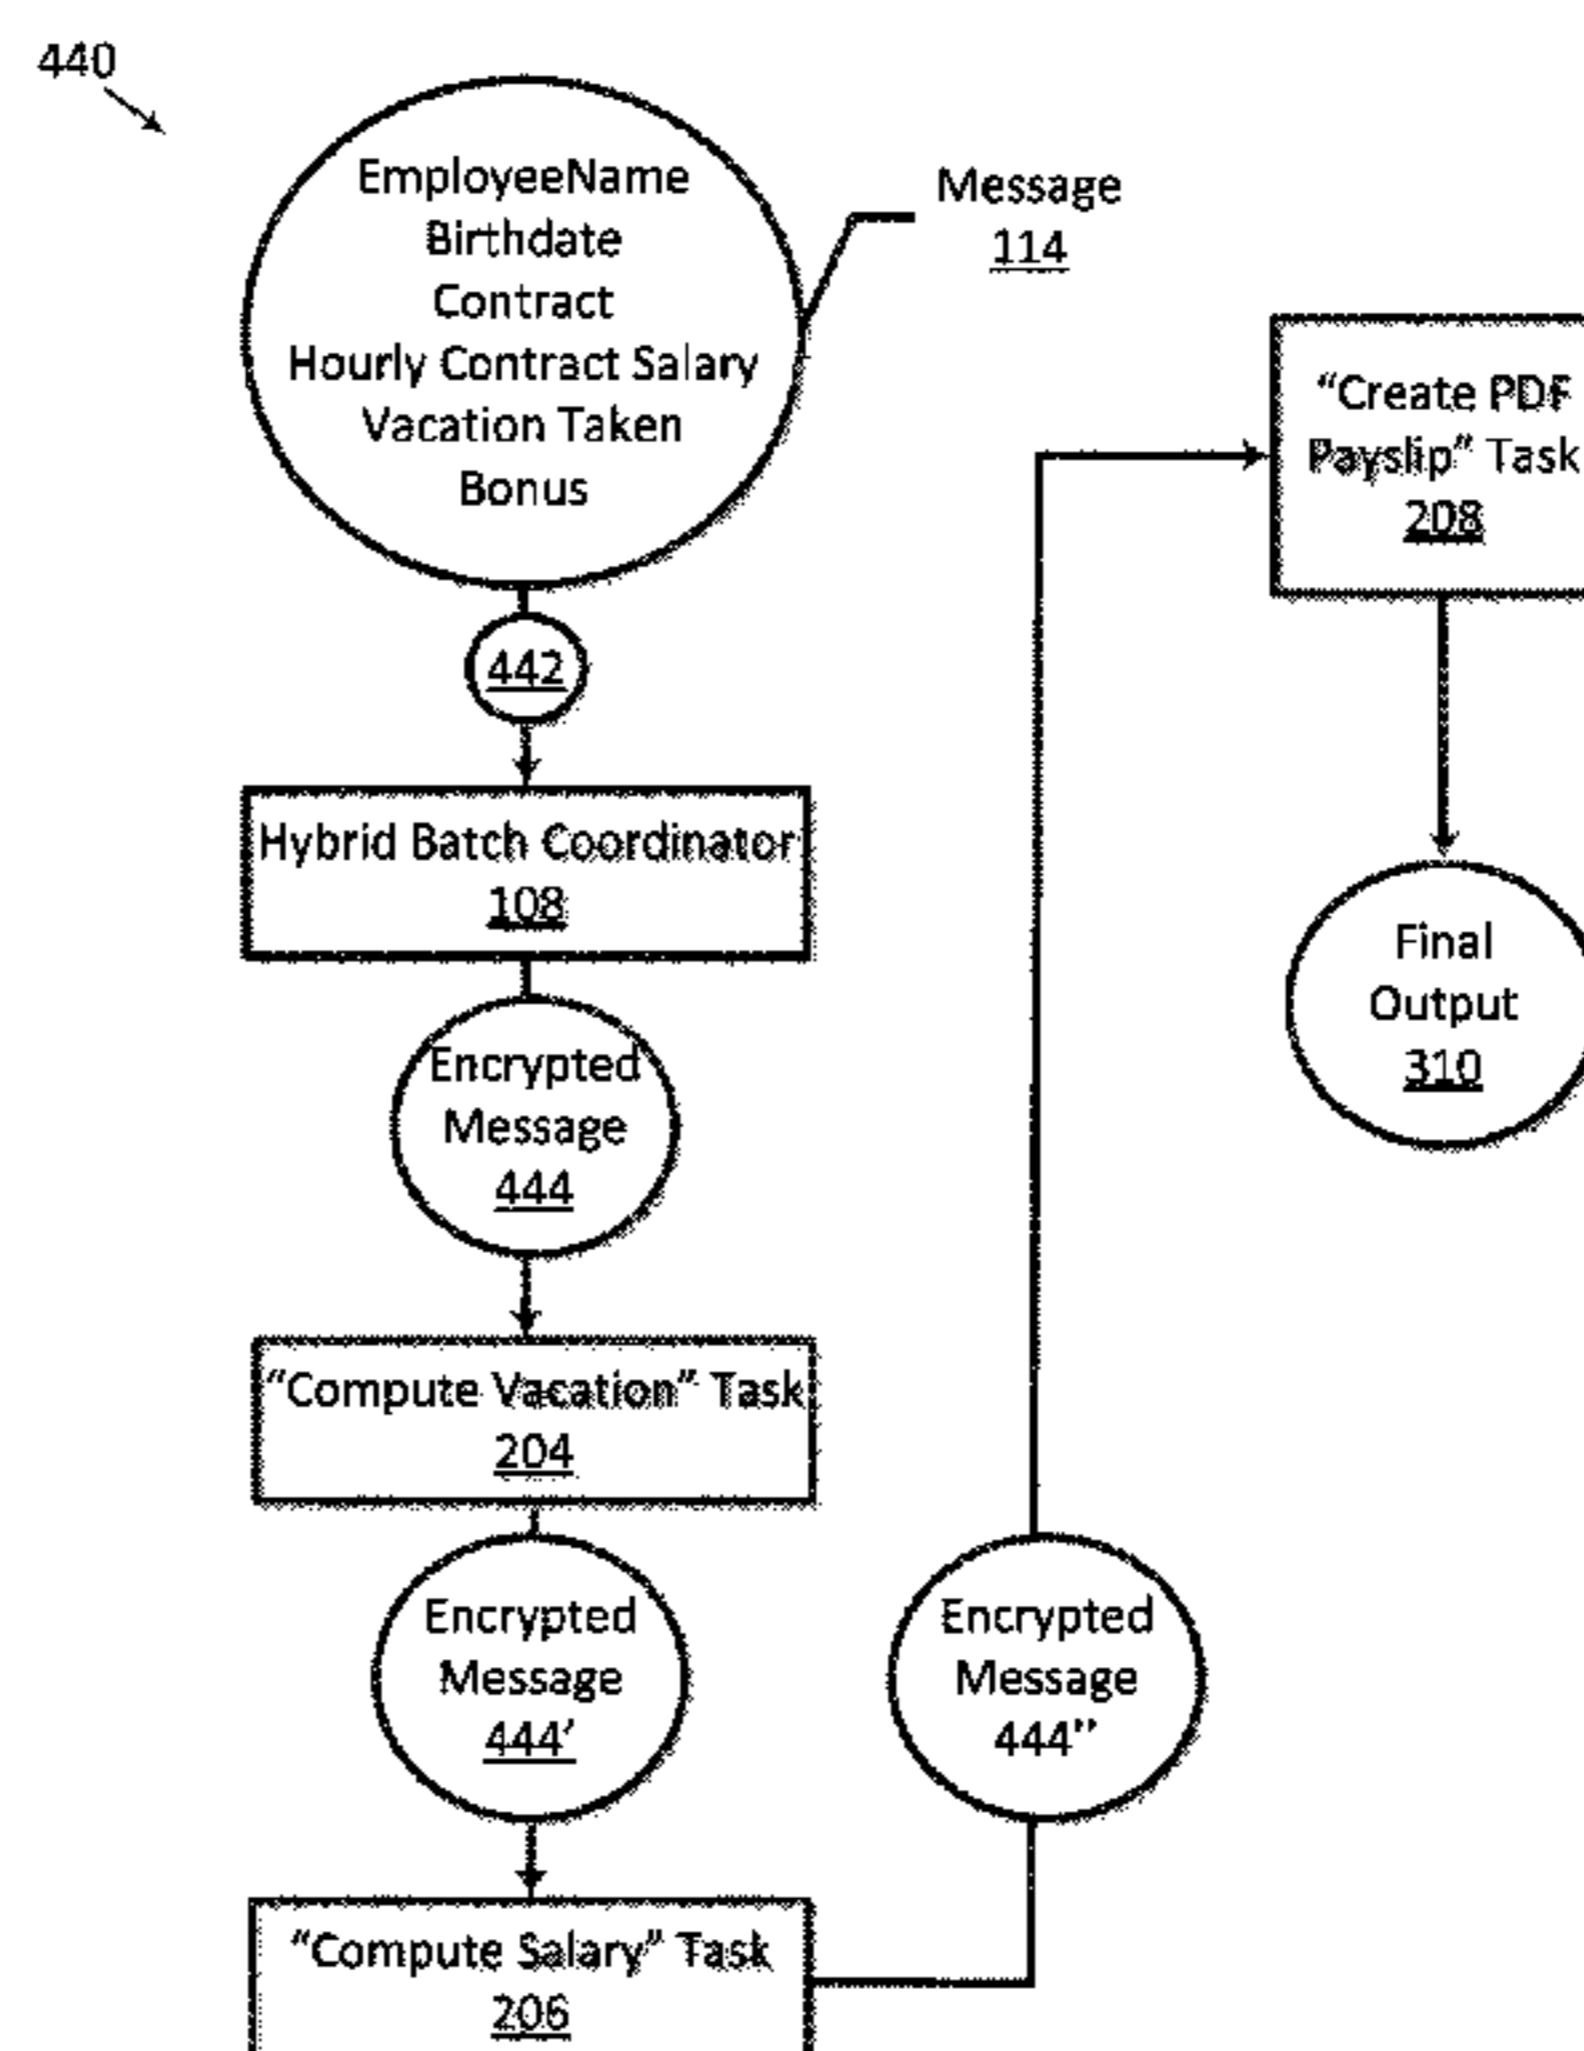 440
EmployeeName
Birthdate
Contract
Hourly Contract Salary
Vacation Taken
Bonus
Message
114
442
Hybrid Batch Coordinator
108
Encrypted
Message
444
"Compute Vacation" Task
204
Encrypted
Message
444'
"Compute Salary" Task
206
Encrypted
Message
444''
"Create PDF
Payslip" Task
208
Final
Output
310